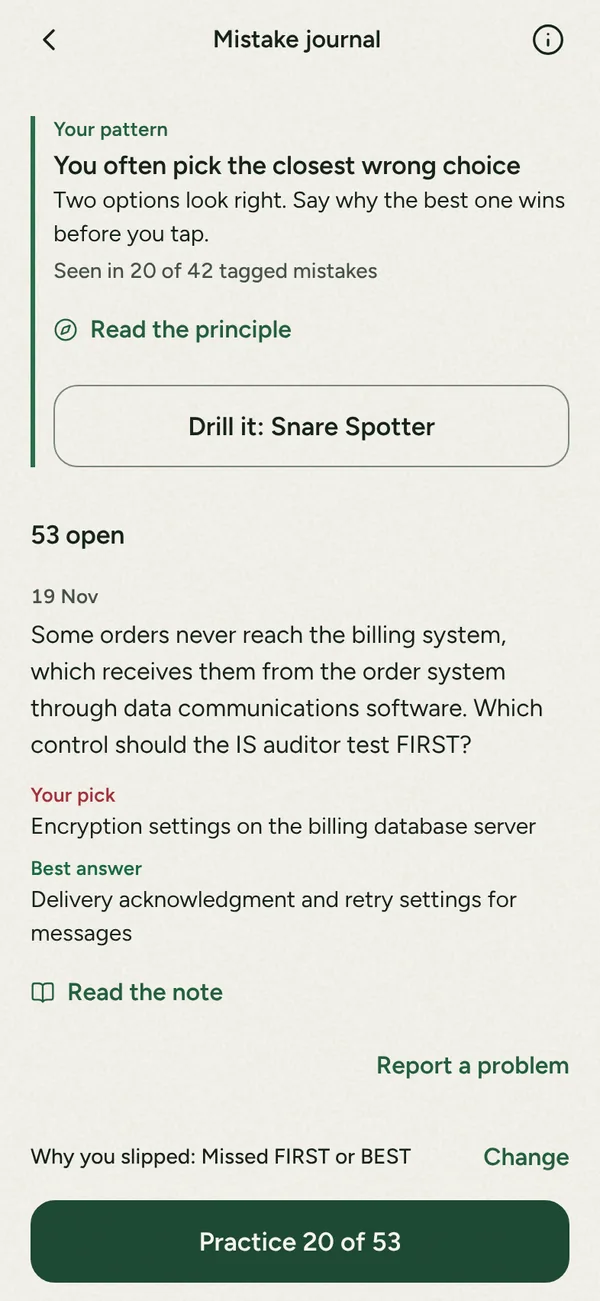 Mistake journal
Your pattern
You often pick the closest wrong choice
Two options look right. Say why the best one wins
before you tap.
Seen in 20 of 42 tagged mistakes
Read the principle
Drill it: Snare Spotter
53 open
19 Nov
Some orders never reach the billing system,
which receives them from the order system
through data communications software. Which
control should the IS auditor test FIRST?
Your pick
Encryption settings on the billing database server
Best answer
Delivery acknowledgment and retry settings for
messages
Read the note
Report a problem
Why you slipped: Missed FIRST or BEST
Change
Practice 20 of 53